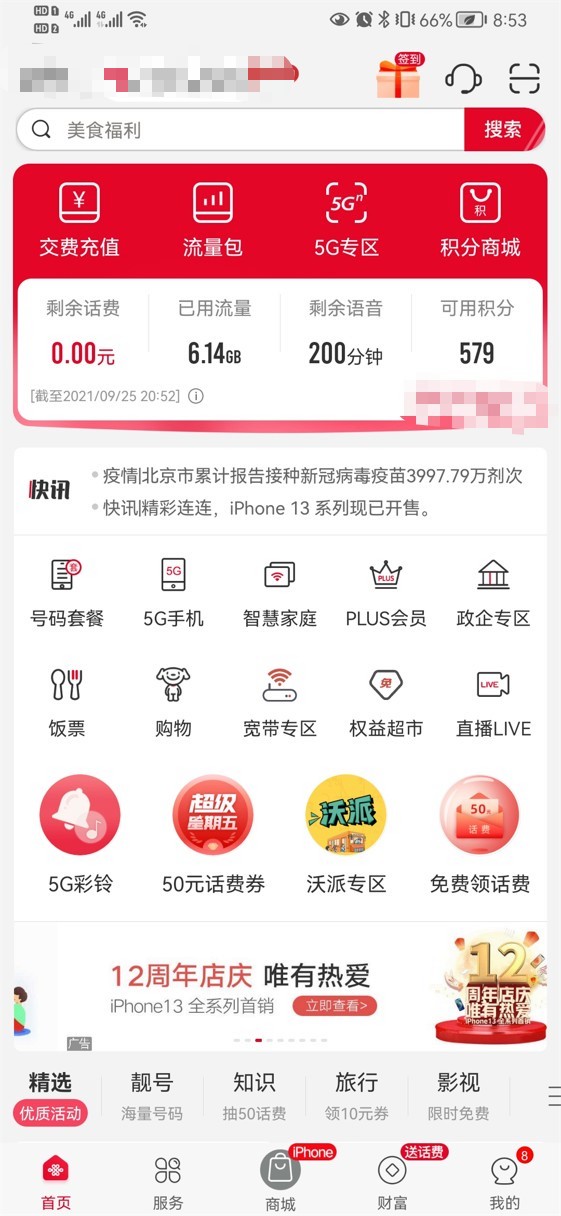 HD 1 4G 4G 66% 8:53
HD 2
签到
美食福利 搜索
¥ 5Gⁿ 积
交费充值 流量包 5G专区 积分商城
剩余话费 已用流量 剩余语音 可用积分
0.00元 6.14GB 200分钟 579
[截至2021/09/25 20:52]
快讯
疫情|北京市累计报告接种新冠病毒疫苗3997.79万剂次
快讯|精彩连连，iPhone 13 系列现已开售。
套 5G PLUS
号码套餐 5G手机 智慧家庭 PLUS会员 政企专区
免 LIVE
饭票 购物 宽带专区 权益超市 直播LIVE
超级
星期五
沃派
50
话费
5G彩铃 50元话费券 沃派专区 免费领话费
12周年店庆 唯有热爱
iPhone13 全系列首销 立即查看>
12
周年店庆
唯有热爱
iPhone13 全系列首销
广告
精选 靓号 知识 旅行 影视
优质活动 海量号码 抽50话费 领10元券 限时免费
iPhone 送话费 8
首页 服务 商城 财富 我的